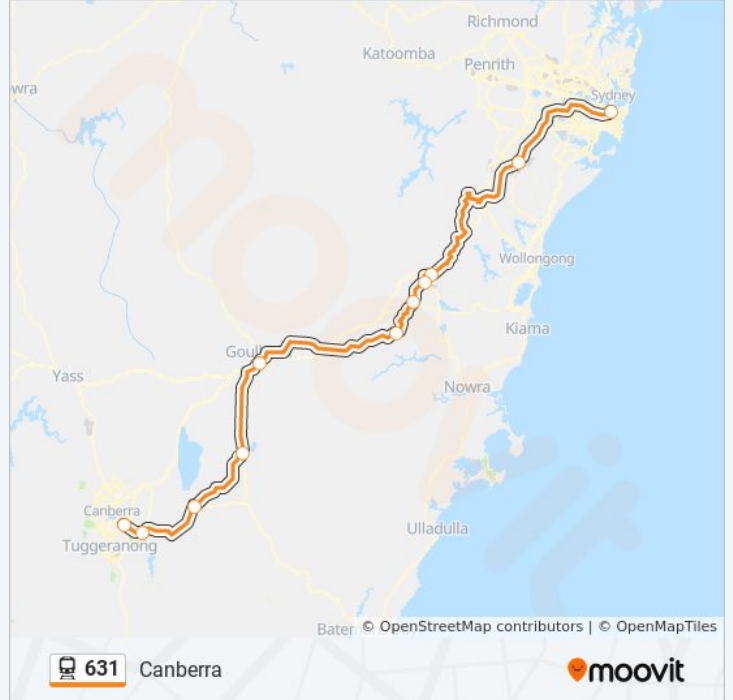 Richmond
Katoomba
Penrith
Sydney
wra
Wollongong
Kiama
Goul
Yass
Nowra
Canberra
Tuggeranong
Ulladulla
Bate
© OpenStreetMap contributors | © OpenMapTiles
631 Canberra
moovit